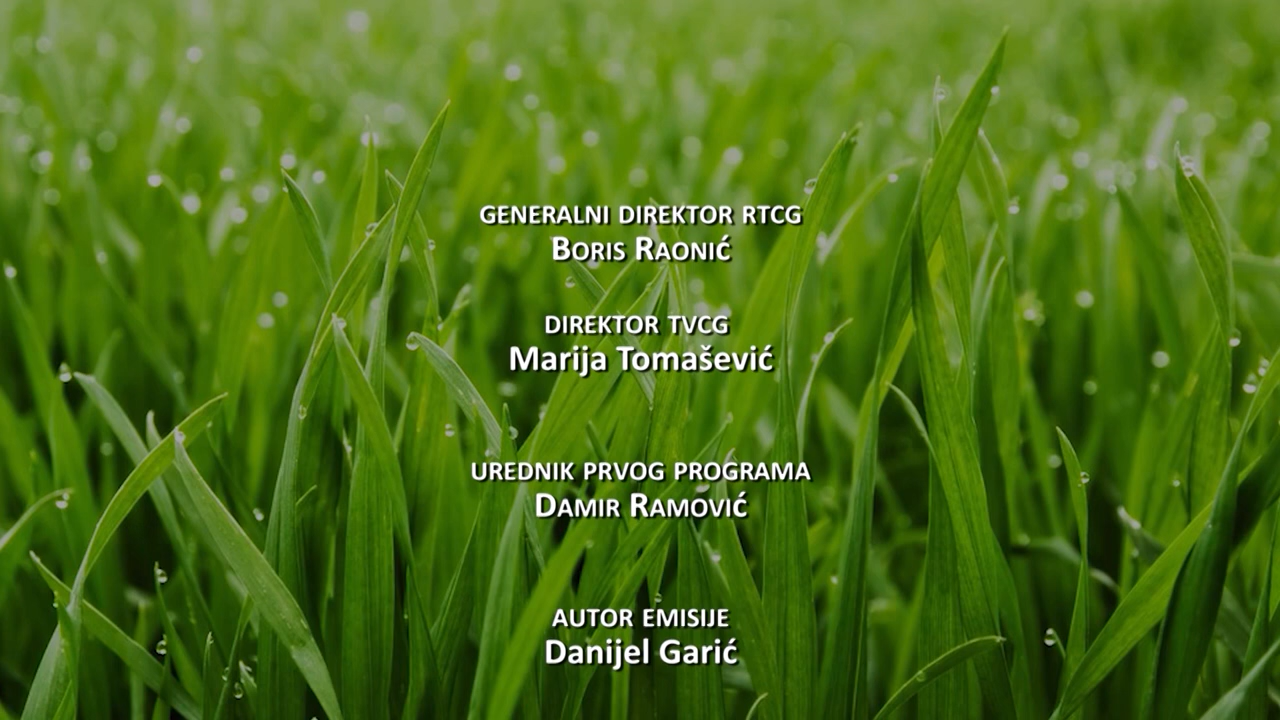 GENERALNI DIREKTOR RTCG
BORIS RAONIĆ
DIREKTOR TVCG
Marija Tomašević
UREDNIK PRVOG PROGRAMA
DAMIR RAMOVIĆ
AUTOR EMISIJE
Danijel Garić